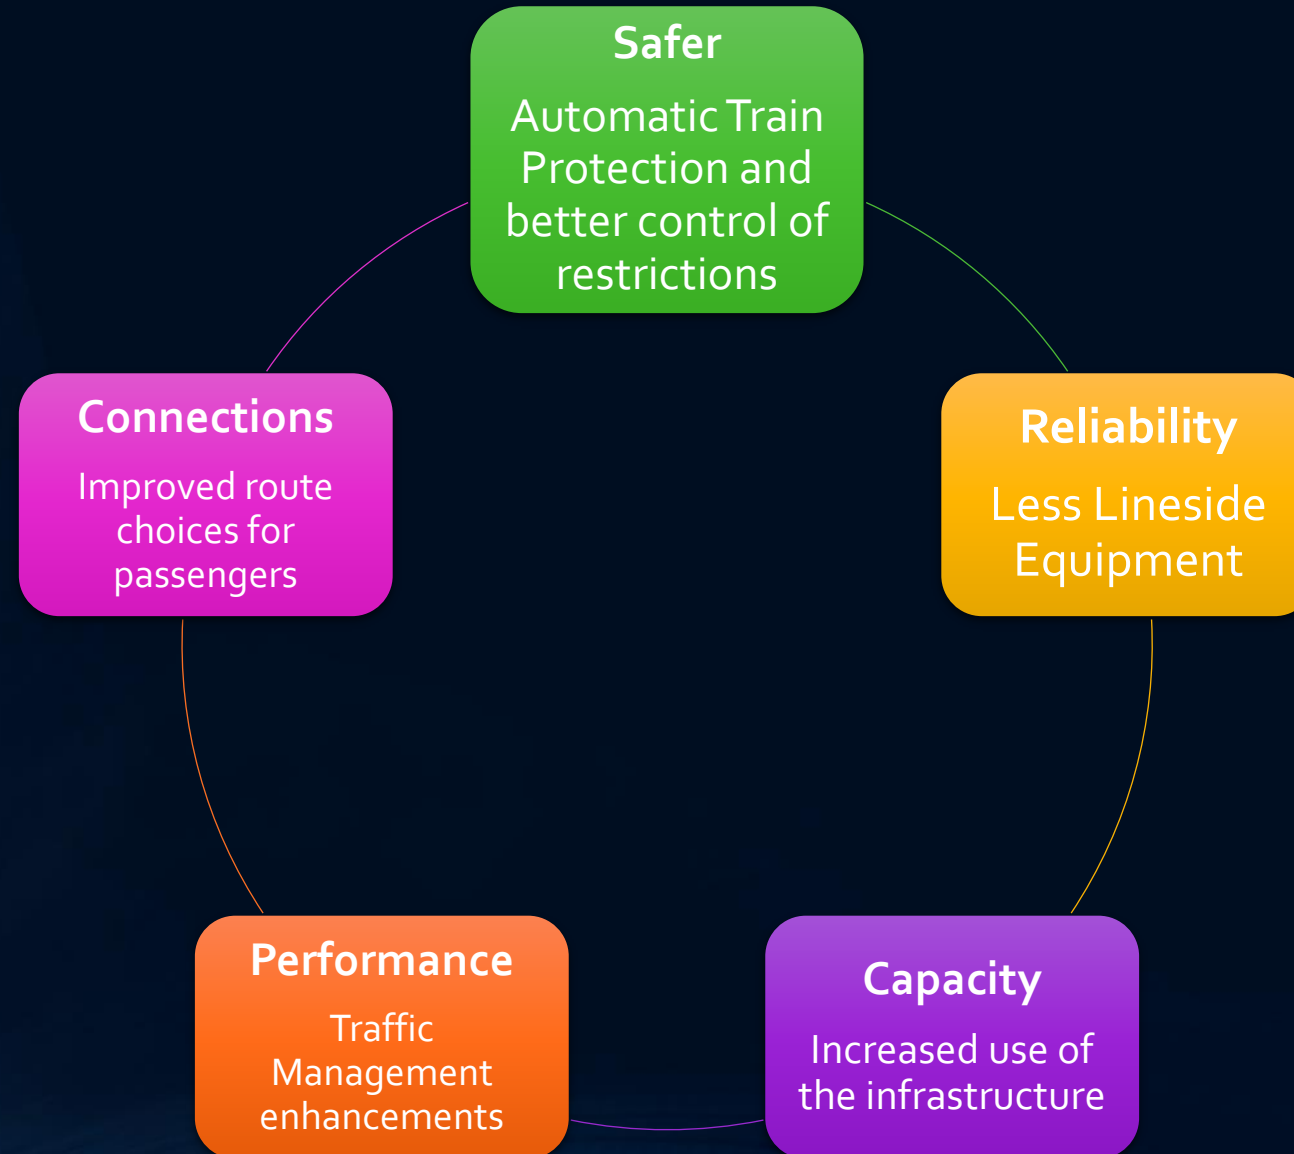 Safer
Automatic Train
Protection and
better control of
restrictions
Connections
Improved route
choices for
passengers
Reliability
Less Lineside
Equipment
Performance
Traffic
Management
enhancements
Capacity
Increased use of
the infrastructure